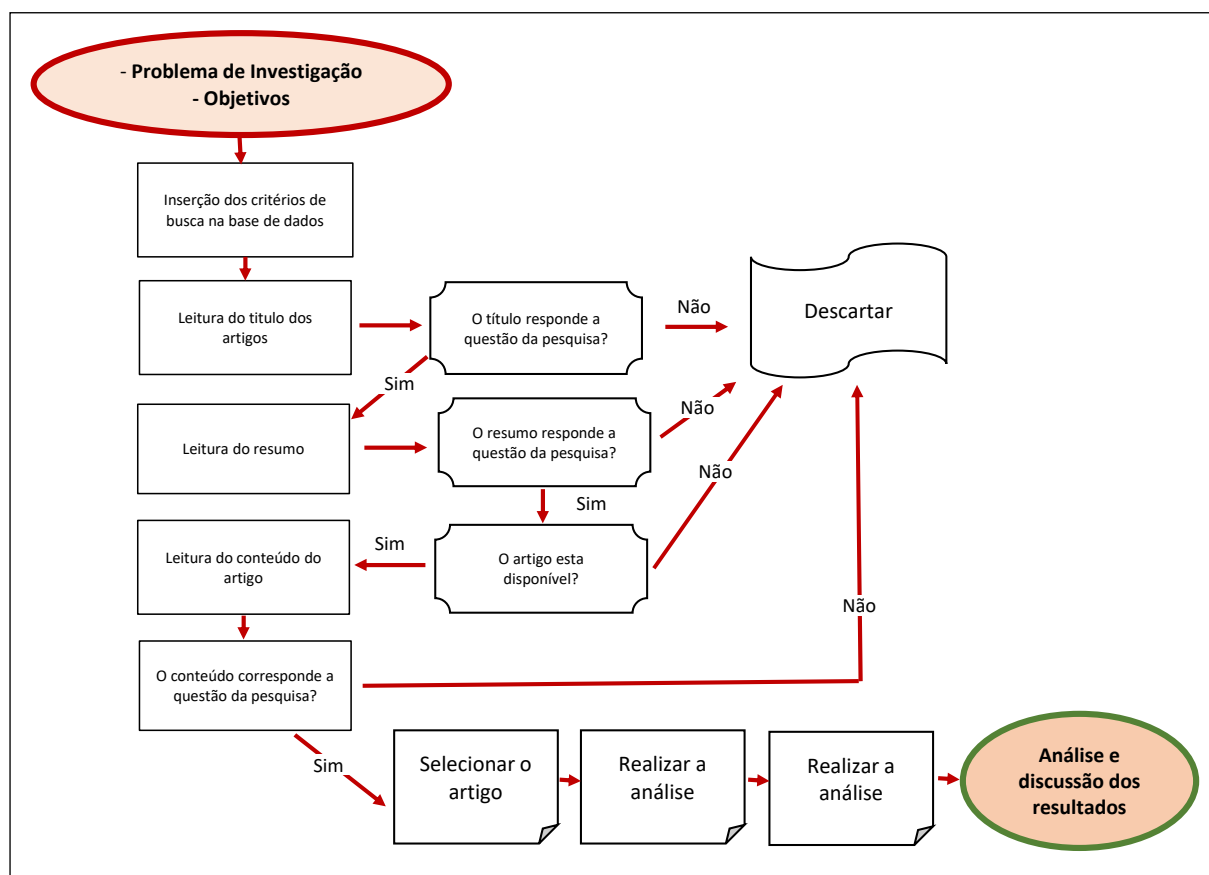 - Problema de Investigação
- Objetivos
Inserção dos critérios de
busca na base de dados
Leitura do titulo dos
artigos
O título responde a
questão da pesquisa?
Não
Descartar
Sim
Leitura do resumo
O resumo responde a
questão da pesquisa?
Não
Sim
Não
Leitura do conteúdo do
artigo
Sim
O artigo esta
disponível?
Não
O conteúdo corresponde a
questão da pesquisa?
Sim
Selecionar o
artigo
Realizar a
análise
Realizar a
análise
Análise e
discussão dos
resultados